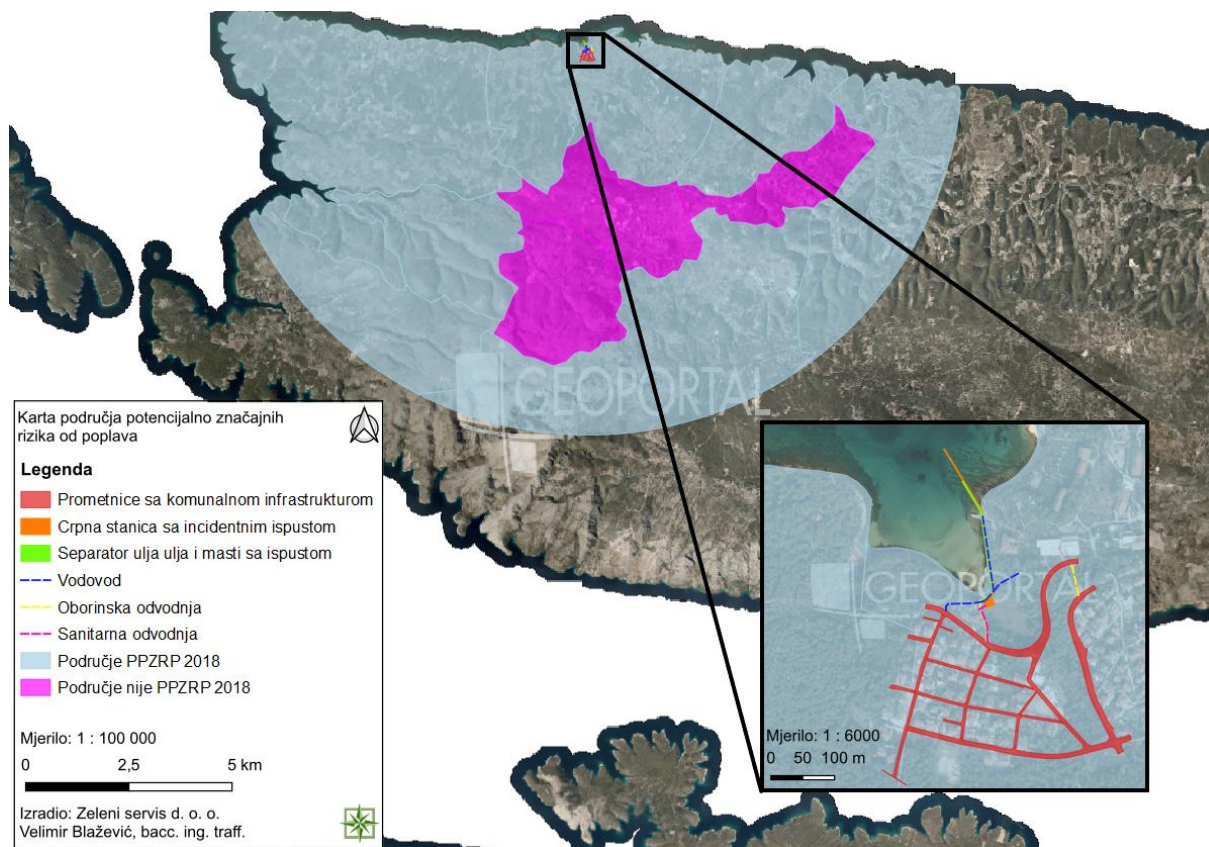 GEOPORTAL
Karta područja potencijalno značajnih
rizika od poplava
Legenda
Prometnice sa komunalnom infrastrukturom
Crpna stanica sa incidentnim ispustom
Separator ulja ulja i masti sa ispustom
Vodovod
Oborinska odvodnja
Sanitarna odvodnja
Područje PPZRP 2018
Područje nije PPZRP 2018
Mjerilo: 1 : 100 000
0 2,5 5 km
Izradio: Zeleni servis d. o. o.
Velimir Blažević, bacc. ing. traff.
GEOPORTAL
Mjerilo: 1 : 6000
0 50 100 m